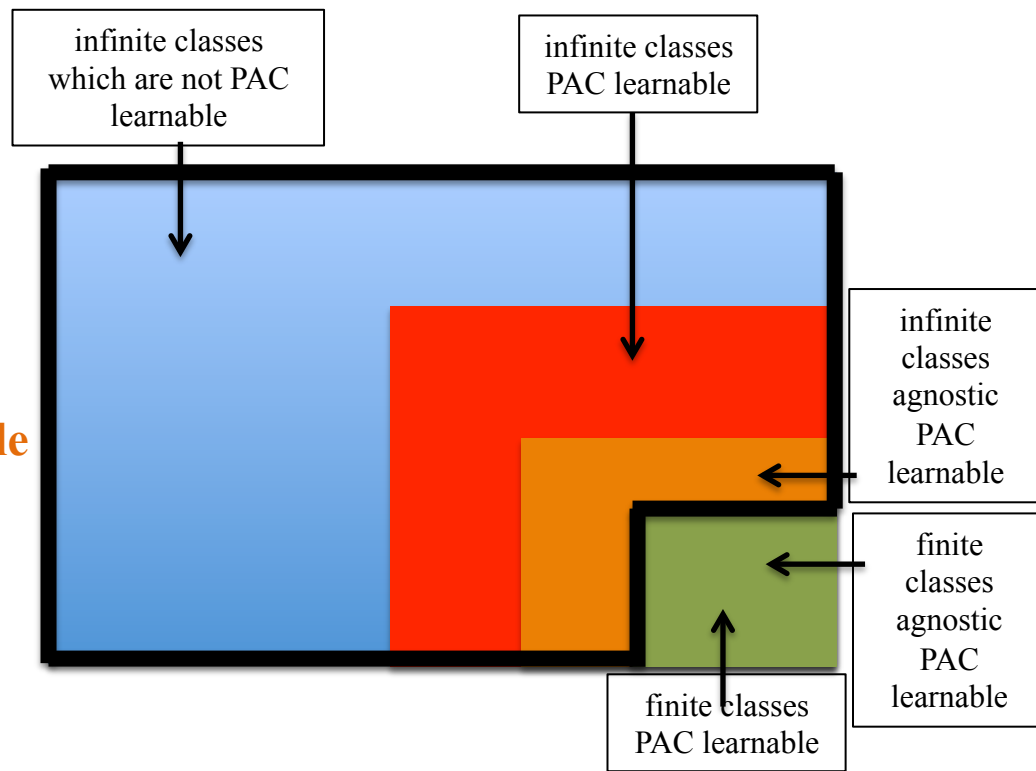 infinite classes
which are not PAC
learnable
infinite classes
PAC learnable
infinite
classes
agnostic
PAC
learnable
le
finite
classes
agnostic
PAC
learnable
finite classes
PAC learnable